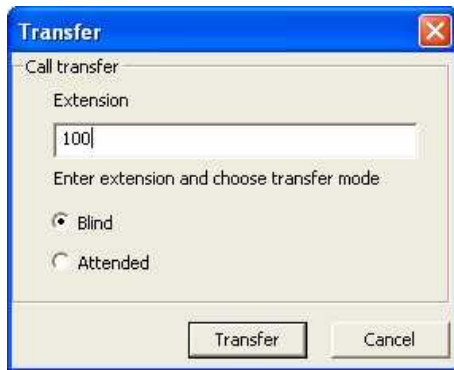 Transfer
Call transfer
Extension
100
Enter extension and choose transfer mode
Blind
Attended
Transfer Cancel